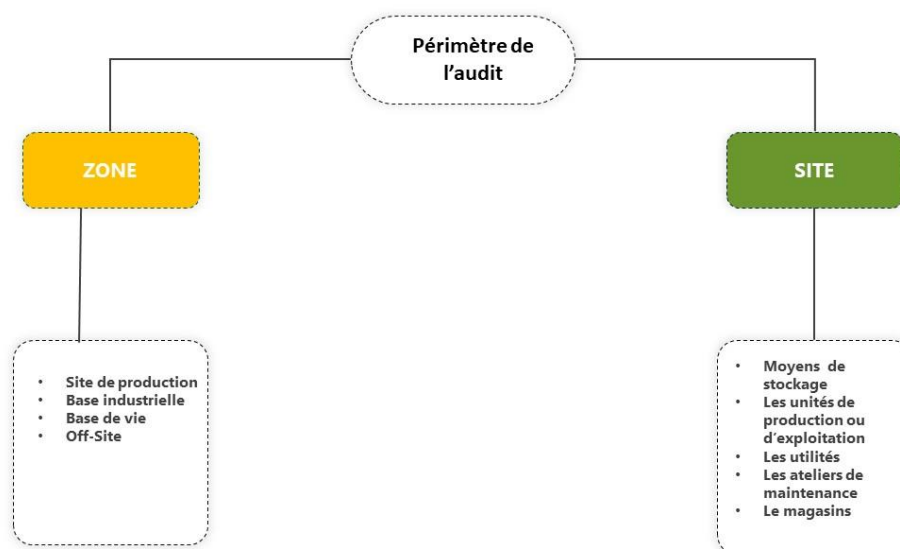 Périmètre de
l’audit
ZONE
SITE
• Site de production
• Base industrielle
• Base de vie
• Off-Site
• Moyens de
stockage
• Les unités de
production ou
d’exploitation
• Les utilités
• Les ateliers de
maintenance
• Le magasins